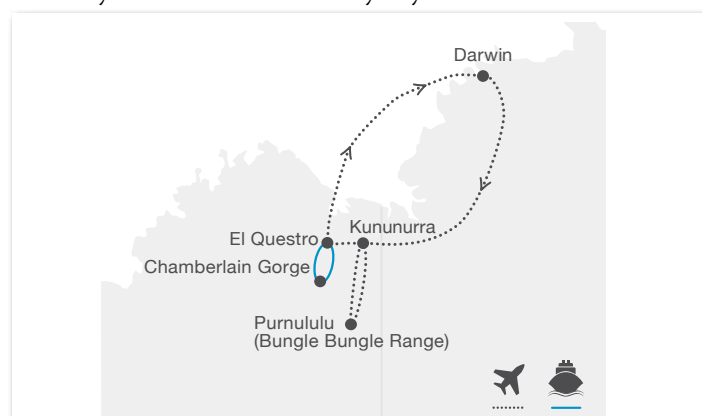 Darwin
Kununurra
El Questro
Chamberlain Gorge
Purnululu
(Bungle Bungle Range)